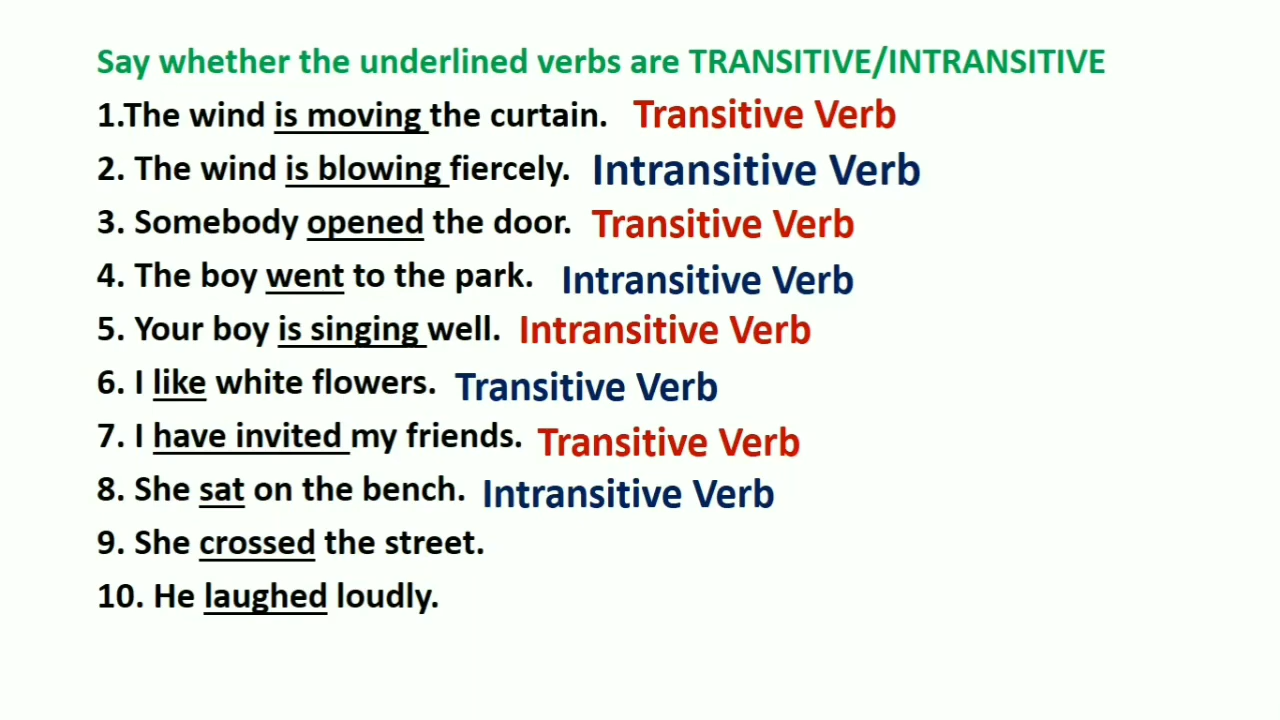 Say whether the underlined verbs are TRANSITIVE/INTRANSITIVE
1.The wind is moving the curtain. Transitive Verb
2. The wind is blowing fiercely. Intransitive Verb
3. Somebody opened the door. Transitive Verb
4. The boy went to the park. Intransitive Verb
5. Your boy is singing well. Intransitive Verb
6. I like white flowers. Transitive Verb
7. I have invited my friends. Transitive Verb
8. She sat on the bench. Intransitive Verb
9. She crossed the street.
10. He laughed loudly.